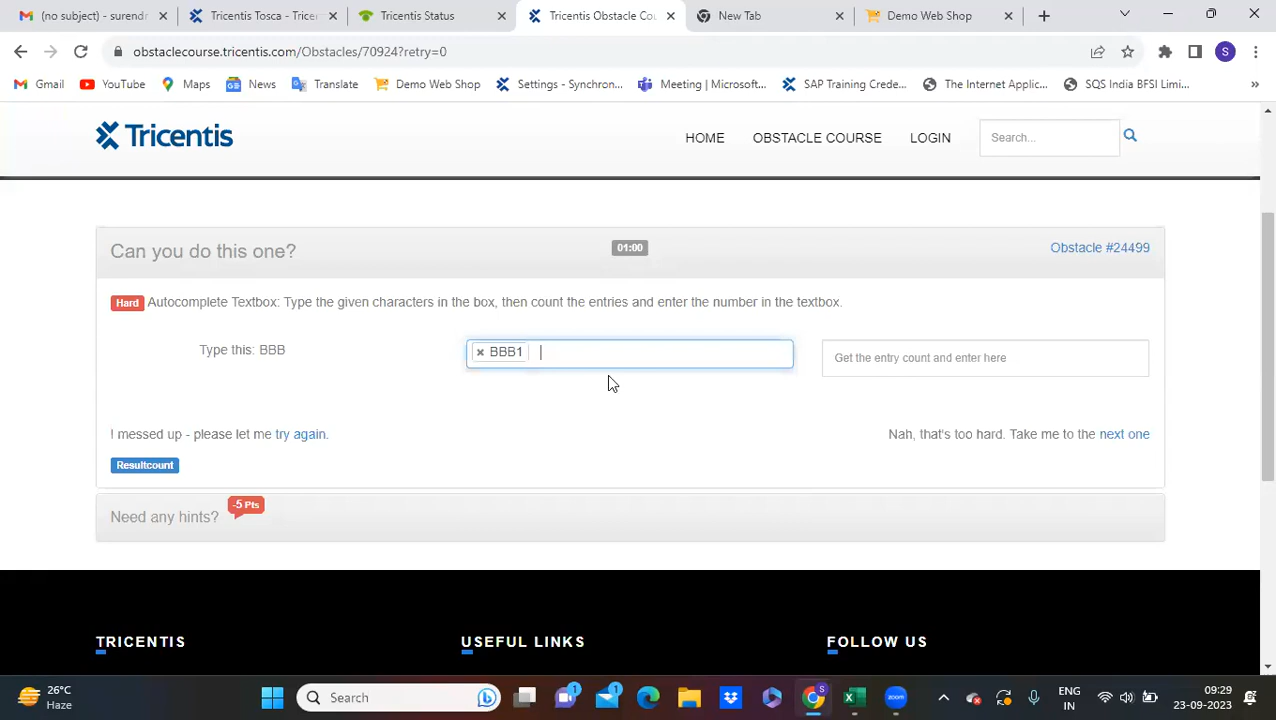 (no subject) - surendr
Tricentis Tosca - Tricen
Tricentis Status
Tricentis Obstacle Cou
New Tab
Demo Web Shop
obstaclecourse.tricentis.com/Obstacles/70924?retry=0
S
Gmail
YouTube
Maps
News
Translate
Demo Web Shop
Settings - Synchron...
Meeting | Microsoft...
SAP Training Crede...
The Internet Applic...
SQS India BFSI Limi...
»
Tricentis
HOME
OBSTACLE COURSE
LOGIN
Search...
Can you do this one?
01:00
Obstacle #24499
Hard Autocomplete Textbox: Type the given characters in the box, then count the entries and enter the number in the textbox.
Type this: BBB
× BBB1
Get the entry count and enter here
I messed up - please let me try again.
Nah, that's too hard. Take me to the next one
Resultcount
Need any hints?
-5 Pts
TRICENTIS
USEFUL LINKS
FOLLOW US
26°C
Haze
Search
1
1
S
ENG
IN
09:29
23-09-2023